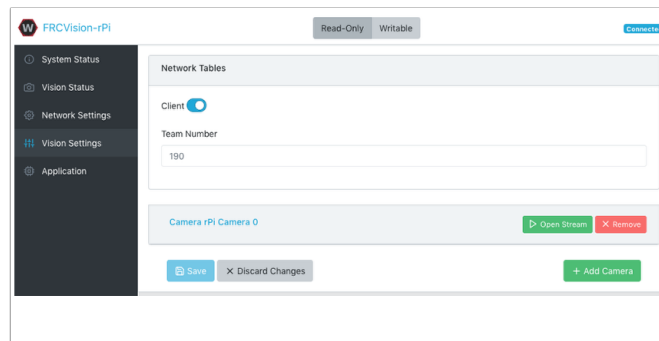 W FRCVision-rPi
Read-Only Writable
Connecte
System Status
Vision Status
Network Settings
Vision Settings
Application
Network Tables
Client
Team Number
190
Camera rPi Camera 0
Open Stream
Remove
Save
Discard Changes
Add Camera